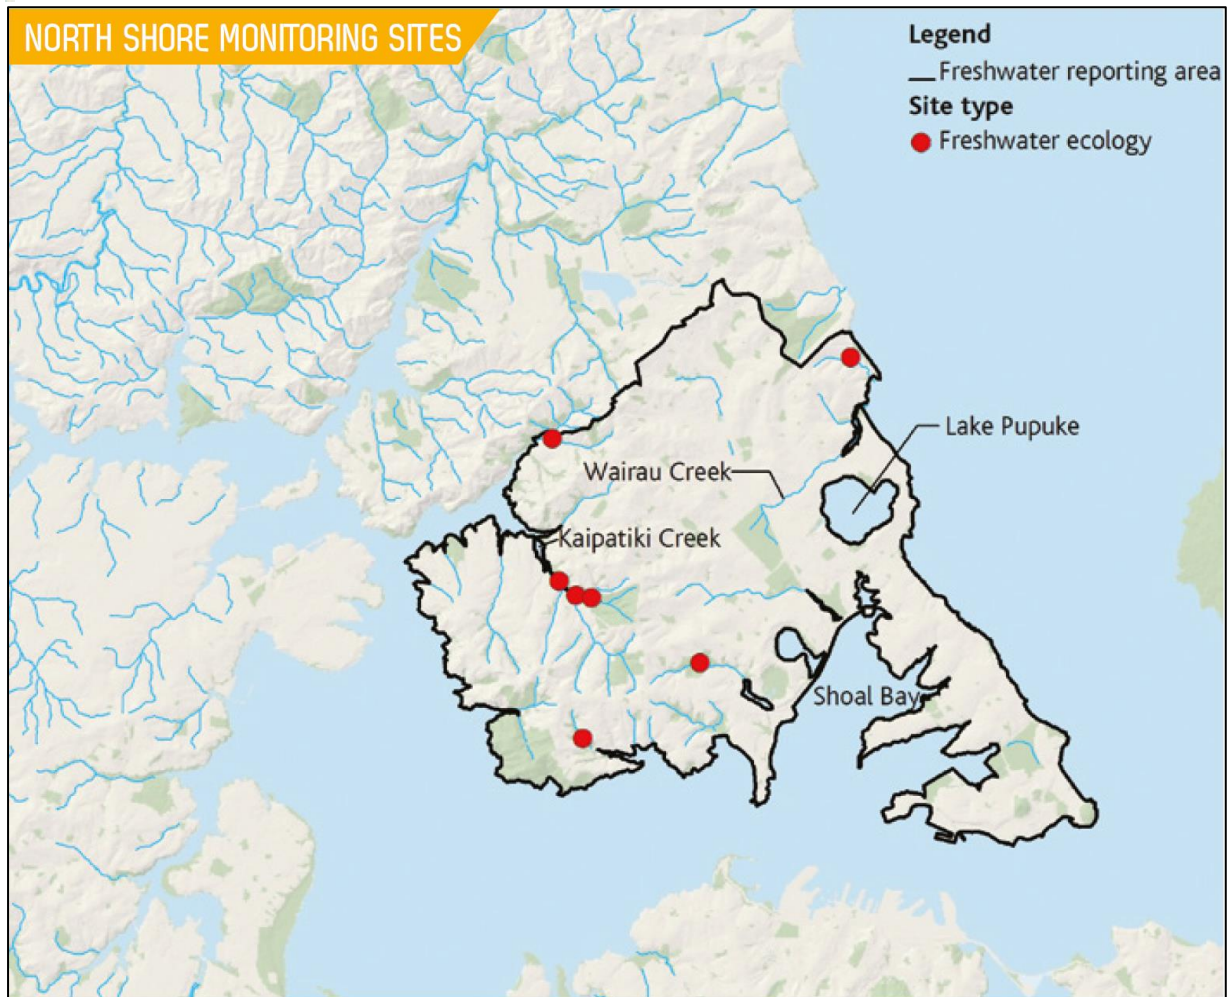 NORTH SHORE MONITORING SITES
Legend
Freshwater reporting area
Site type
Freshwater ecology
Lake Pupuke
Wairau Creek
Kaipatiki Creek
Shoal Bay